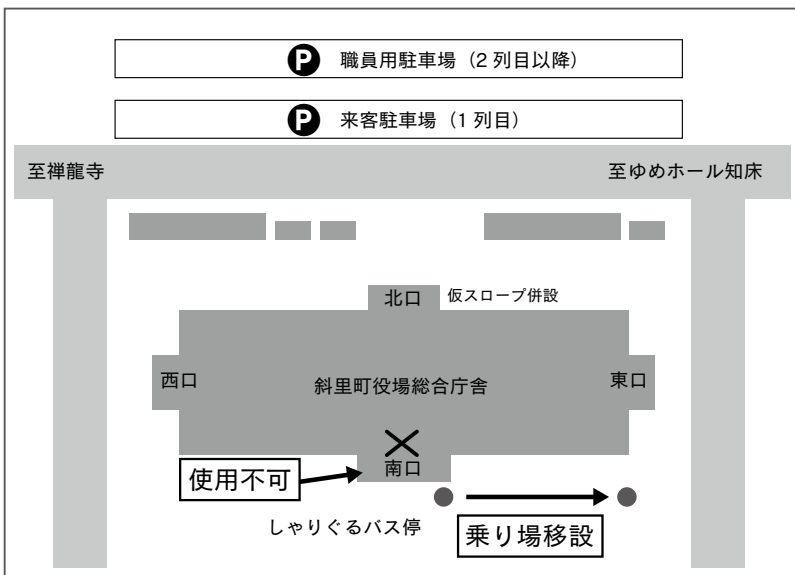 P 職員用駐車場（2 列目以降）
P 来客駐車場（1 列目）
至禅龍寺
至ゆめホール知床
北口
仮スロープ併設
西口
斜里町役場総合庁舎
東口
南口
使用不可
しゃりぐるバス停
乗り場移設